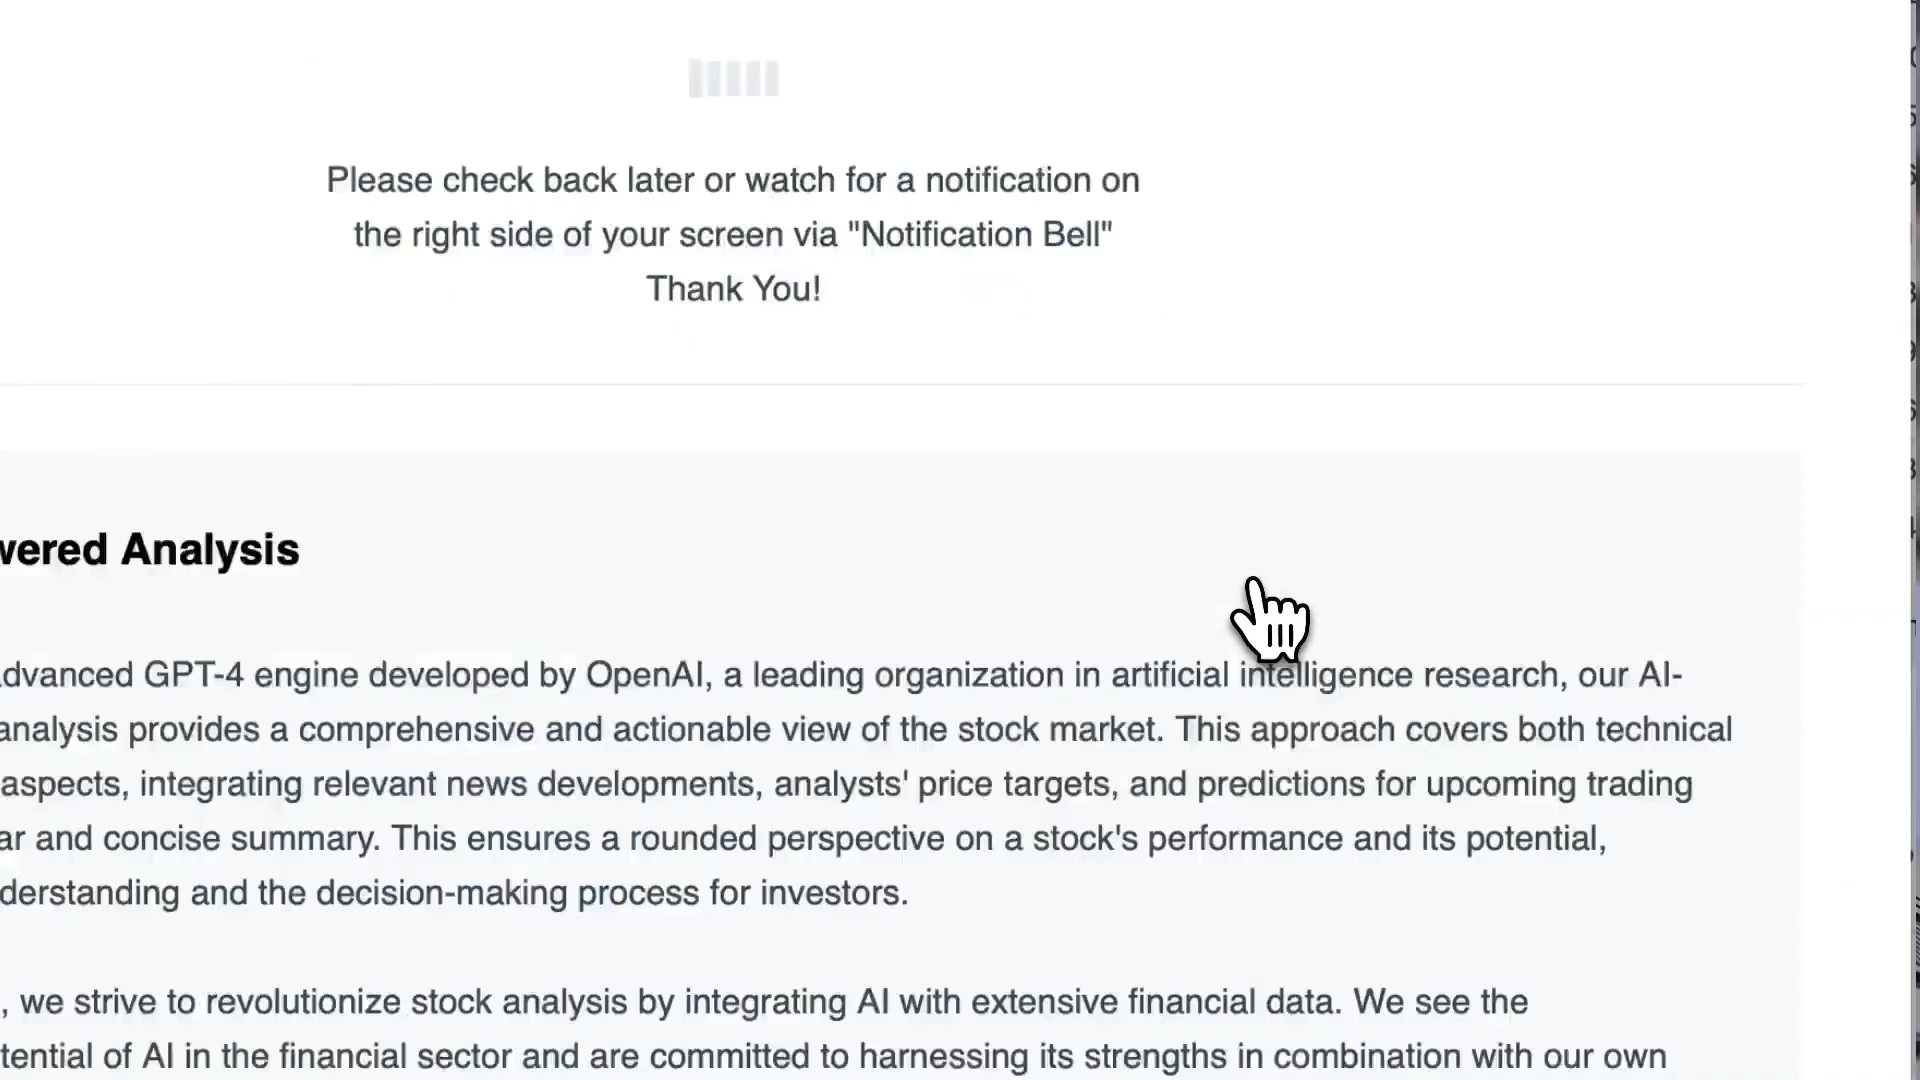 Please check back later or watch for a notification on
the right side of your screen via "Notification Bell"
Thank You!
wered Analysis
dvanced GPT-4 engine developed by OpenAI, a leading organization in artificial intelligence research, our AI-
analysis provides a comprehensive and actionable view of the stock market. This approach covers both technical
aspects, integrating relevant news developments, analysts' price targets, and predictions for upcoming trading
ar and concise summary. This ensures a rounded perspective on a stock's performance and its potential,
derstanding and the decision-making process for investors.
, we strive to revolutionize stock analysis by integrating AI with extensive financial data. We see the
tential of AI in the financial sector and are committed to harnessing its strengths in combination with our own